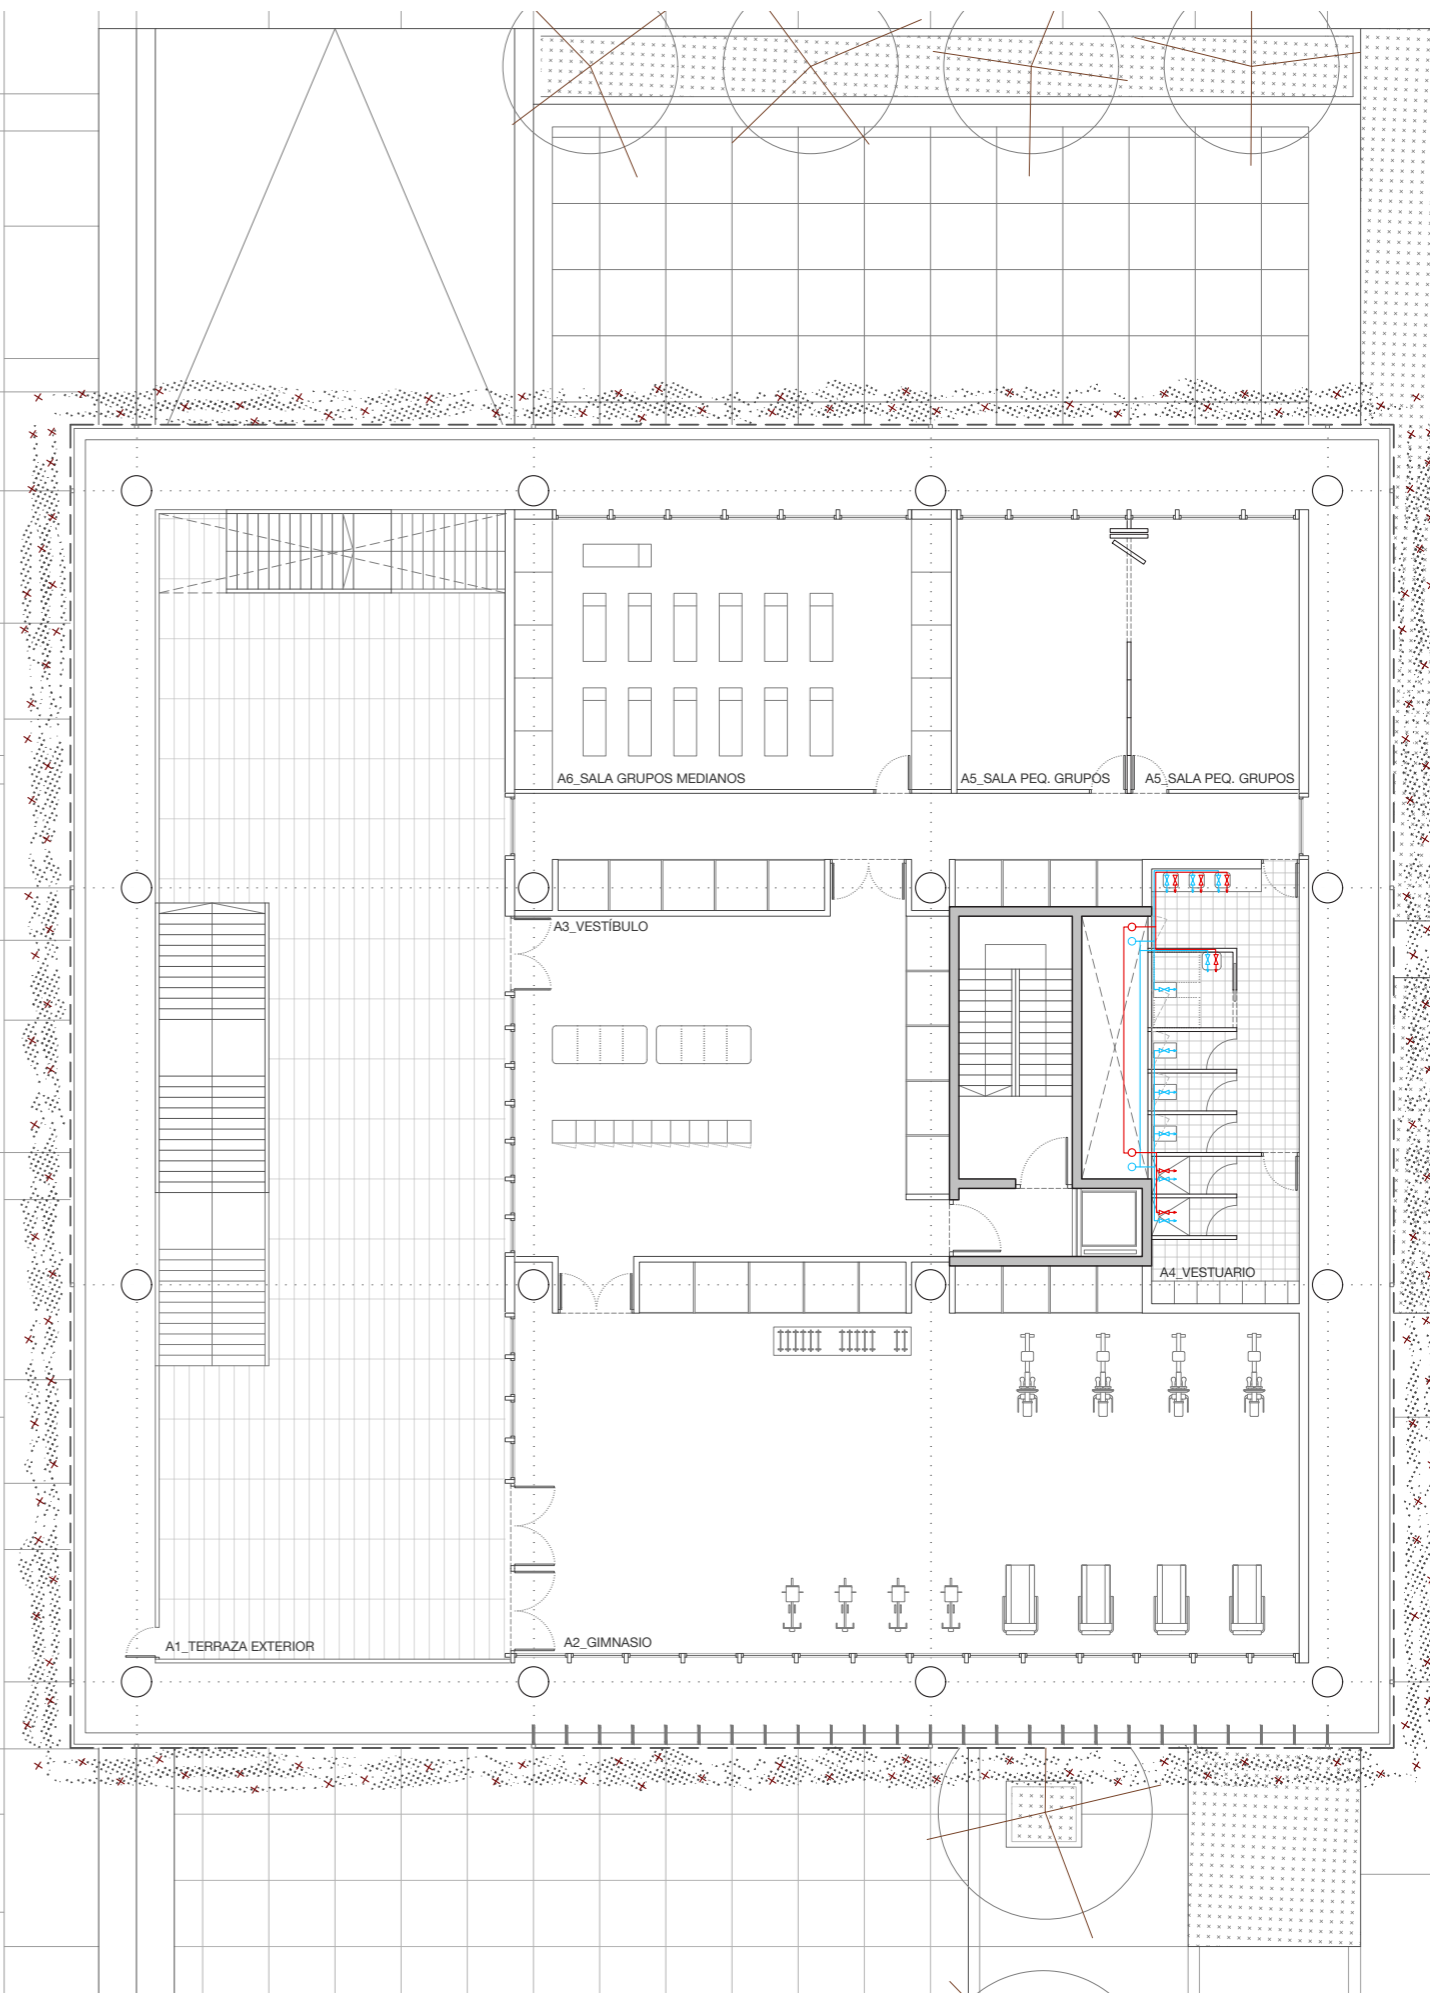 A6_SALA GRUPOS MEDIANOS
A5_SALA PEQ. GRUPOS
A5_SALA PEQ. GRUPOS
A3_VESTÍBULO
A4_VESTUARIO
A1_TERRAZA EXTERIOR
A2_GIMNASIO